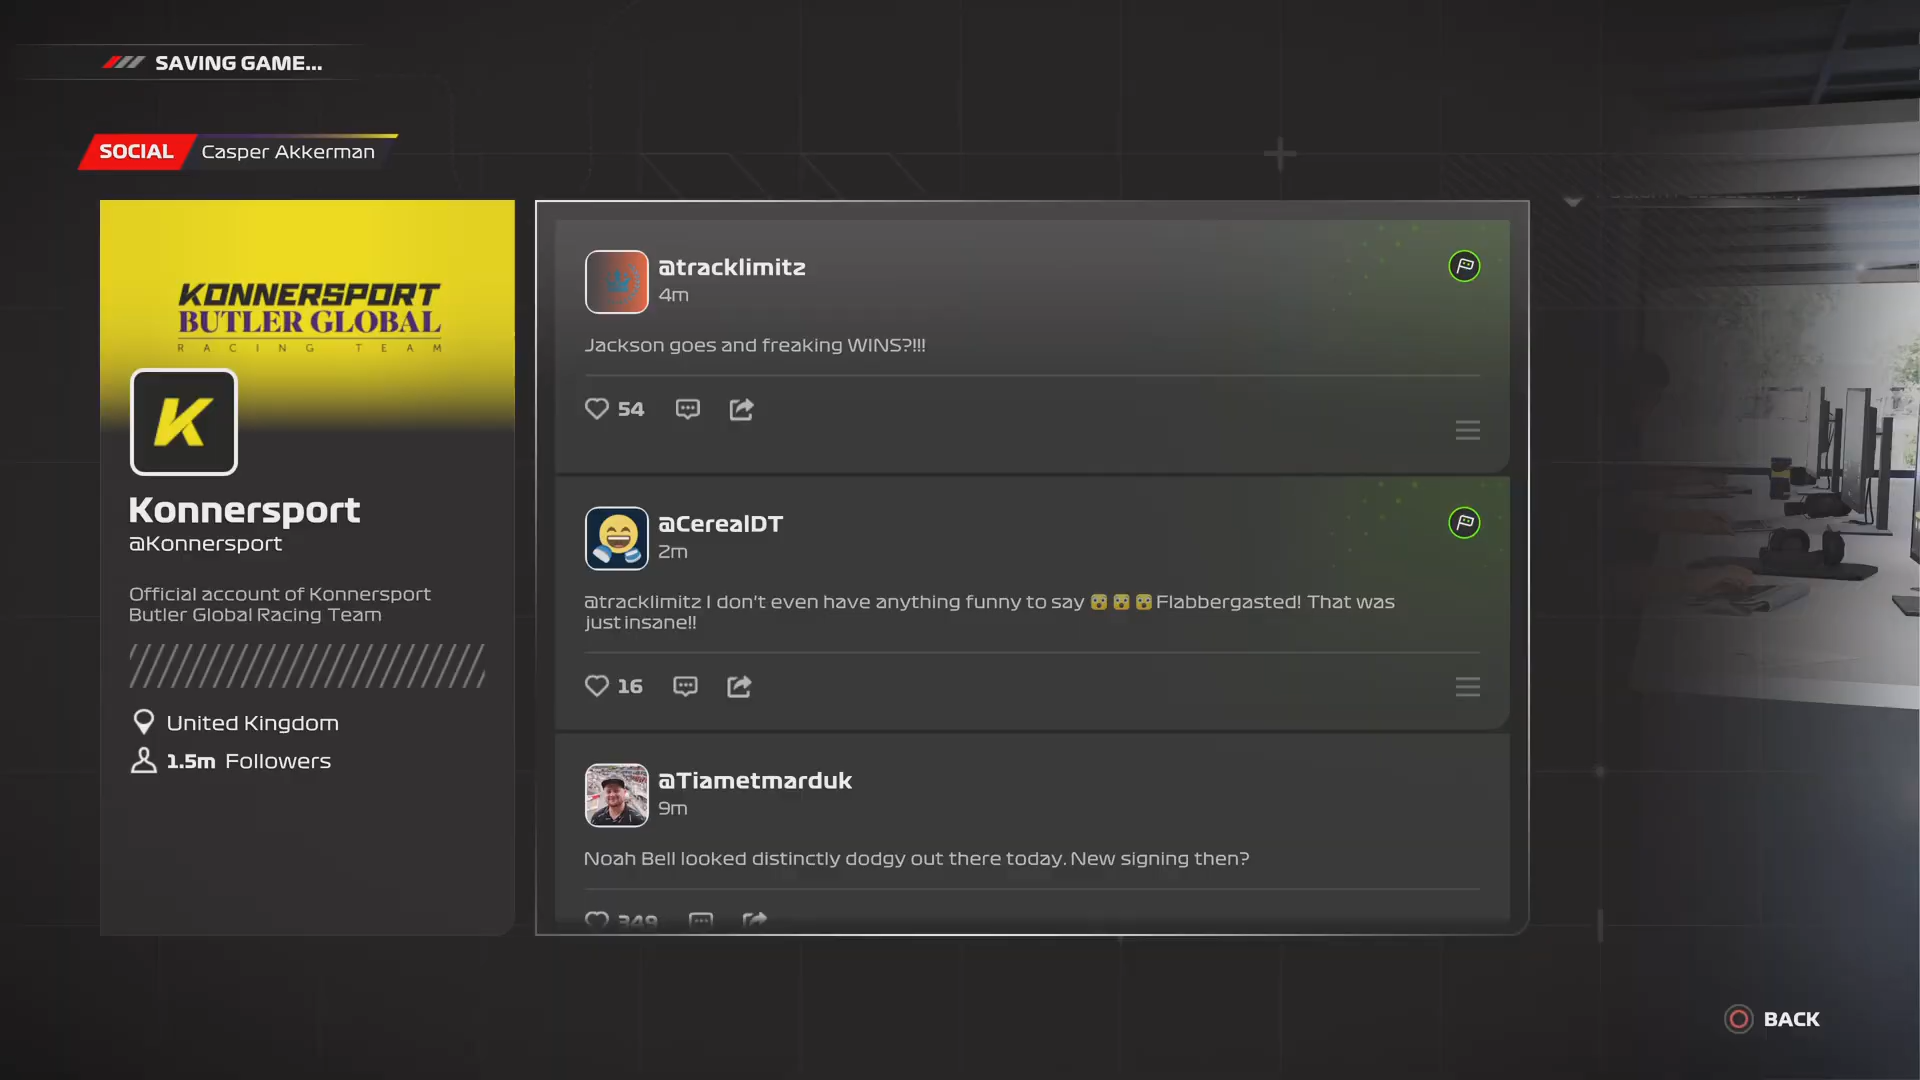 SAVING GAME...
SOCIAL Casper Akkerman
KONNERSPORT
BUTLER GLOBAL
RACING TEAM
K
Konnersport
@Konnersport
Official account of Konnersport
Butler Global Racing Team
United Kingdom
1.5m Followers
@tracklimitz
4m
Jackson goes and freaking WINS?!!!
54
@CerealDT
2m
@tracklimitz I don't even have anything funny to say 😲😲😲Flabbergasted! That was
just insane!!
16
@Tiametmarduk
9m
Noah Bell looked distinctly dodgy out there today. New signing then?
349
BACK